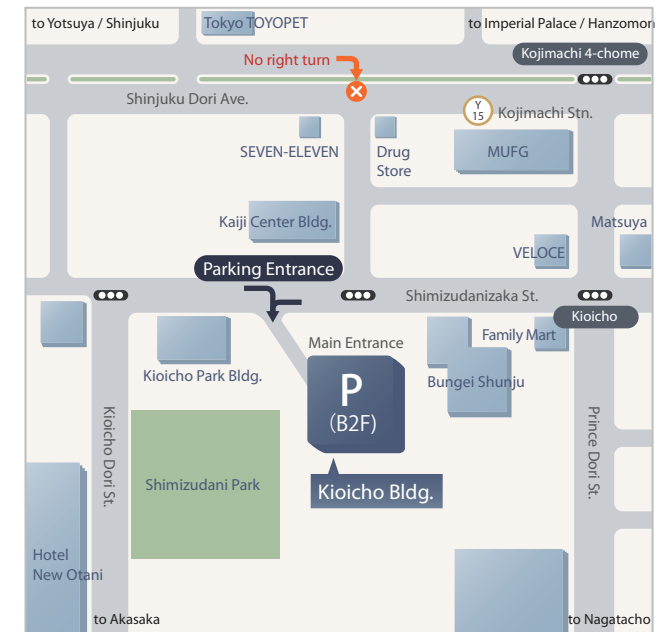 to Yotsuya / Shinjuku
Tokyo TOYOPET
to Imperial Palace / Hanzomon
Kojimachi 4-chome
No right turn
Shinjuku Dori Ave.
Y
15
Kojimachi Stn.
SEVEN-ELEVEN
Drug
Store
MUFG
Kaiji Center Bldg.
Matsuya
VELOCE
Parking Entrance
Shimizudanizaka St.
Kioicho
Main Entrance
Family Mart
Kioicho Park Bldg.
P
(B2F)
Bungei Shunju
Kioicho Dori St.
Prince Dori St.
Shimizudani Park
Kioicho Bldg.
Hotel
New Otani
to Akasaka
to Nagatacho